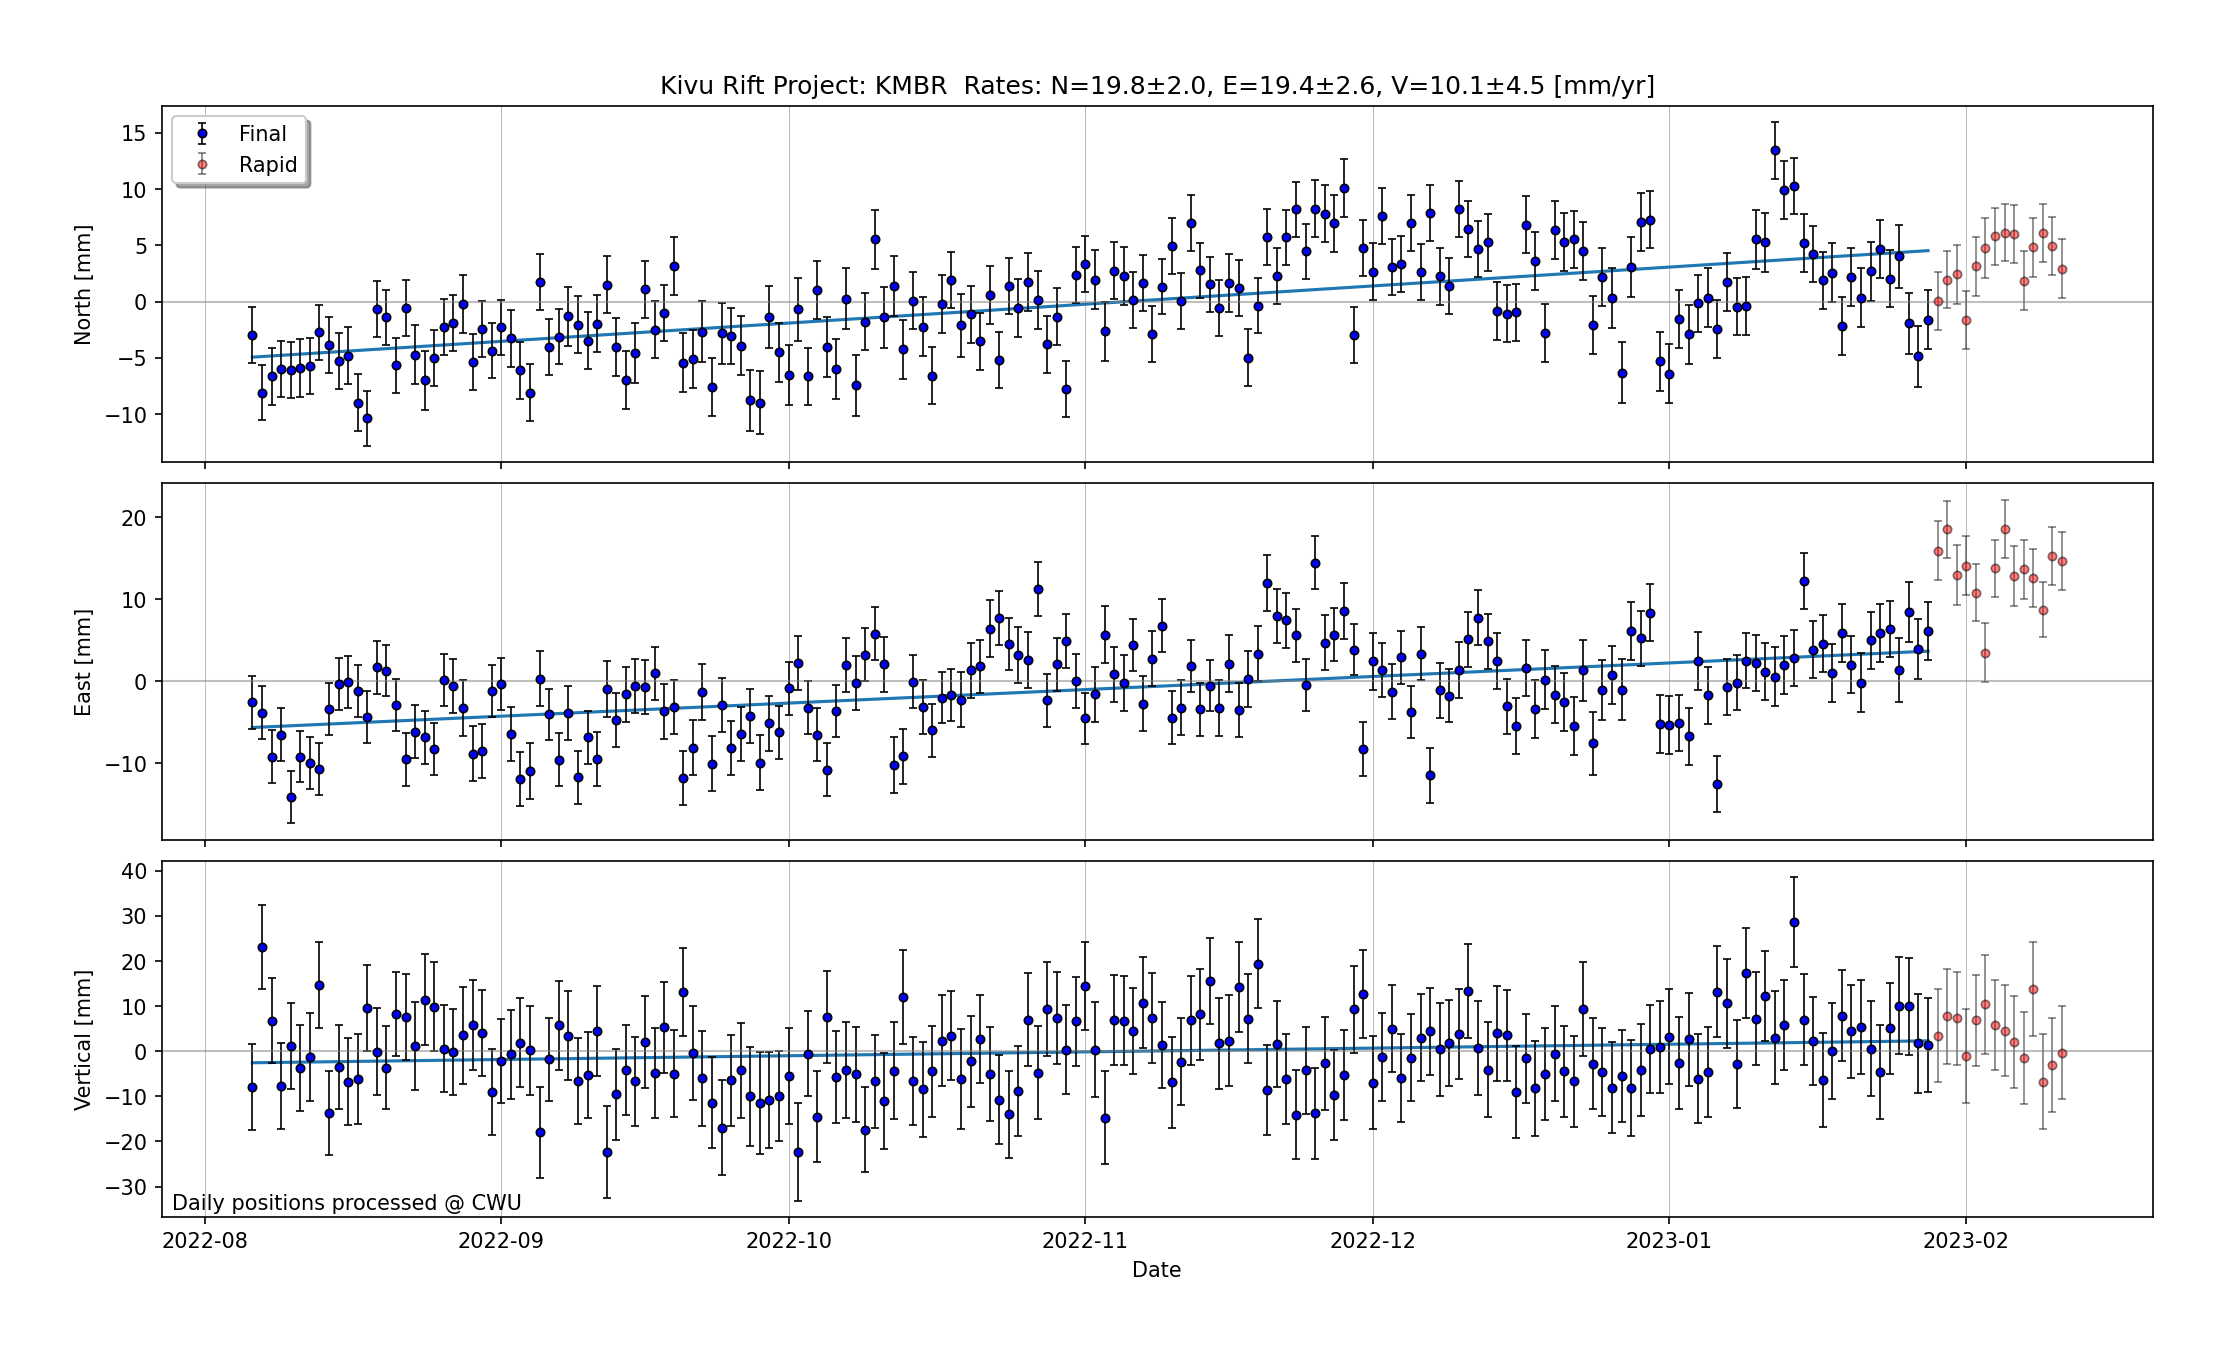 Kivu Rift Project: KMBR  Rates: N=19.8±2.0, E=19.4±2.6, V=10.1±4.5 [mm/yr]
Final
Rapid
North [mm]
15
10
5
0
−5
−10
East [mm]
20
10
0
−10
Vertical [mm]
40
30
20
10
0
−10
−20
−30
Daily positions processed @ CWU
2022-08 2022-09 2022-10 2022-11 2022-12 2023-01 2023-02
Date